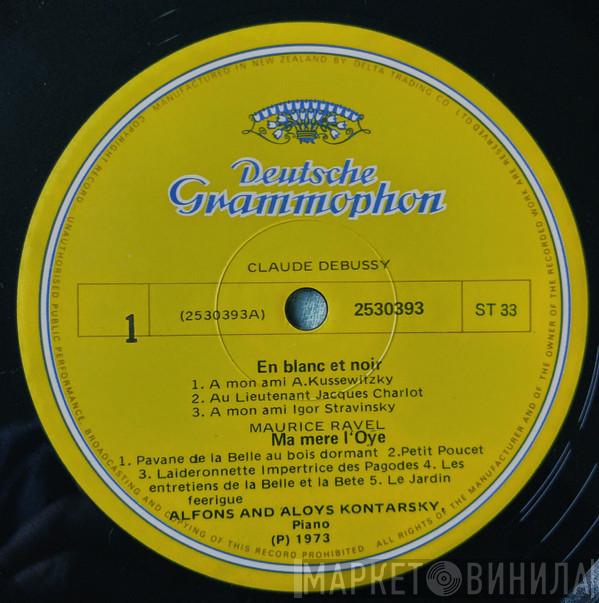 MANUFACTURED IN NEW ZEALAND BY DELTA TRADING CO. LTD
ALL RIGHTS OF THE MANUFACTURER AND OF THE OWNER OF THE RECORDED WORK ARE RESERVED
UNAUTHORISED PUBLIC PERFORMANCE, BROADCASTING AND COPYING OF THIS RECORD PROHIBITED.
COPYRIGHT RECORD
Deutsche
Grammophon
CLAUDE DEBUSSY
1 (2530393A) 2530393 ST 33
En blanc et noir
1. A mon ami A.Kussewitzky
2. Au Lieutenant Jacques Charlot
3. A mon ami Igor Stravinsky
MAURICE RAVEL
Ma mere l'Oye
1. Pavane de la Belle au bois dormant 2.Petit Poucet
3. Laideronnette Impertrice des Pagodes 4. Les
entretiens de la Belle et la Bete 5. Le Jardin
feerigue
ALFONS AND ALOYS KONTARSKY,
Piano
(P) 1973
МАРКЕТ ВИНИЛА